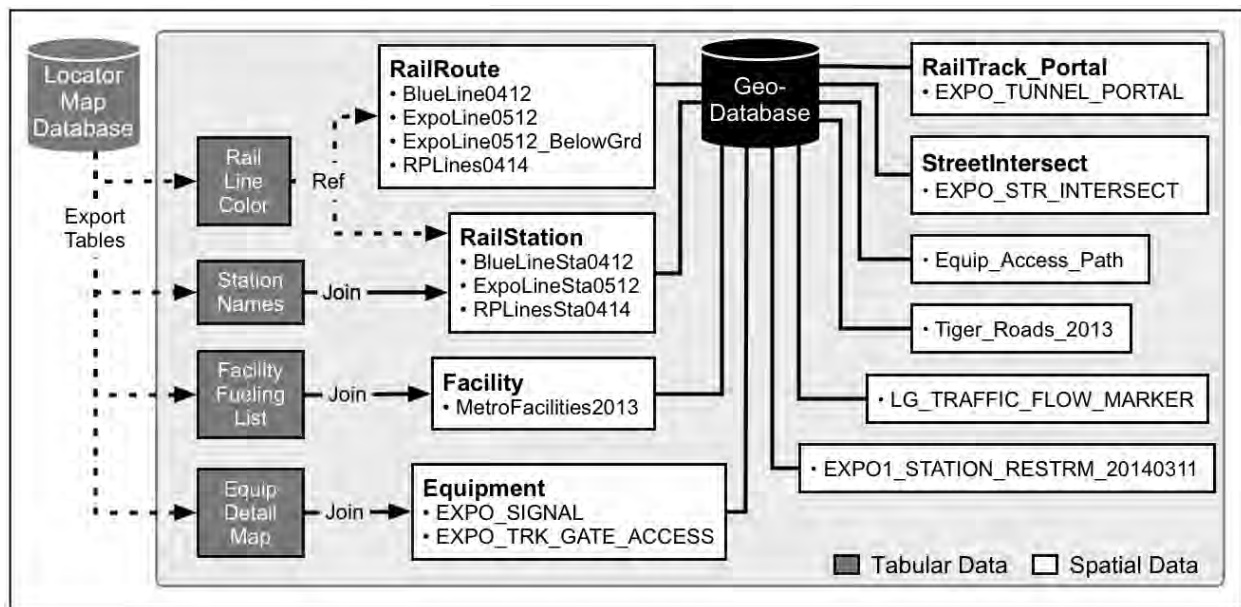 Locator
Map
Database
Export
Tables
Rail
Line
Color
Ref
Station
Names
Join
Facility
Fueling
List
Join
Equip
Detail
Map
Join
RailRoute
• BlueLine0412
• ExpoLine0512
• ExpoLine0512_BelowGrd
• RPLines0414
RailStation
• BlueLineSta0412
• ExpoLineSta0512
• RPLinesSta0414
Facility
• MetroFacilities2013
Equipment
• EXPO_SIGNAL
• EXPO_TRK_GATE_ACCESS
Geo-
Database
RailTrack_Portal
• EXPO_TUNNEL_PORTAL
StreetIntersect
• EXPO_STR_INTERSECT
• Equip_Access_Path
• Tiger_Roads_2013
• LG_TRAFFIC_FLOW_MARKER
• EXPO1_STATION_RESTRM_20140311
Tabular Data
Spatial Data